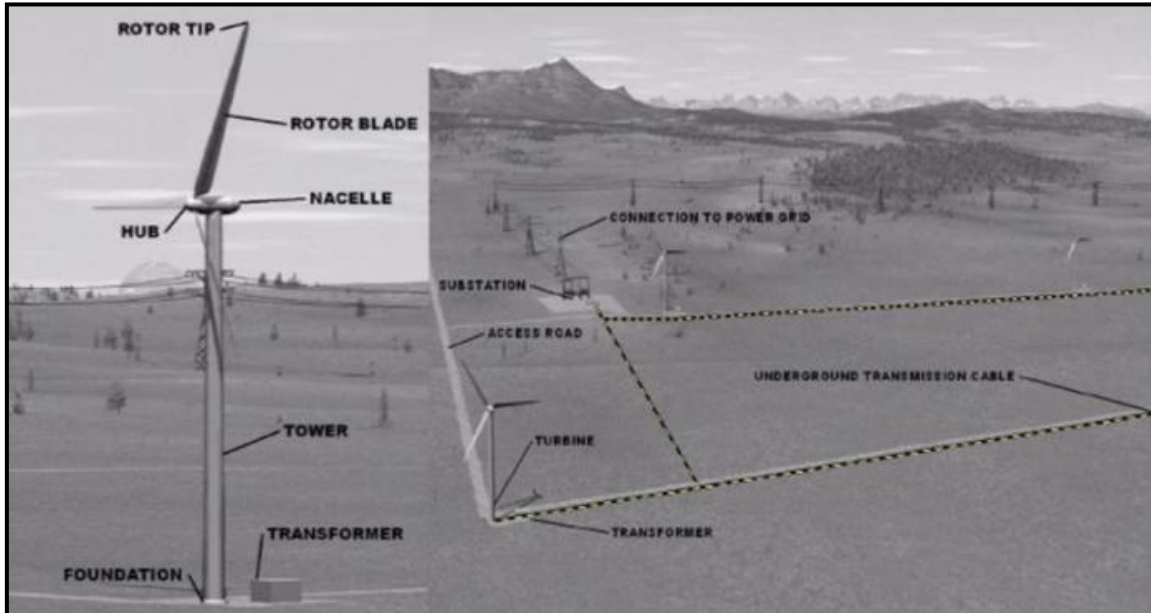 ROTOR TIP
ROTOR BLADE
NACELLE
HUB
TOWER
TRANSFORMER
FOUNDATION
CONNECTION TO POWER GRID
SUBSTATION
ACCESS ROAD
UNDERGROUND TRANSMISSION CABLE
TURBINE
TRANSFORMER